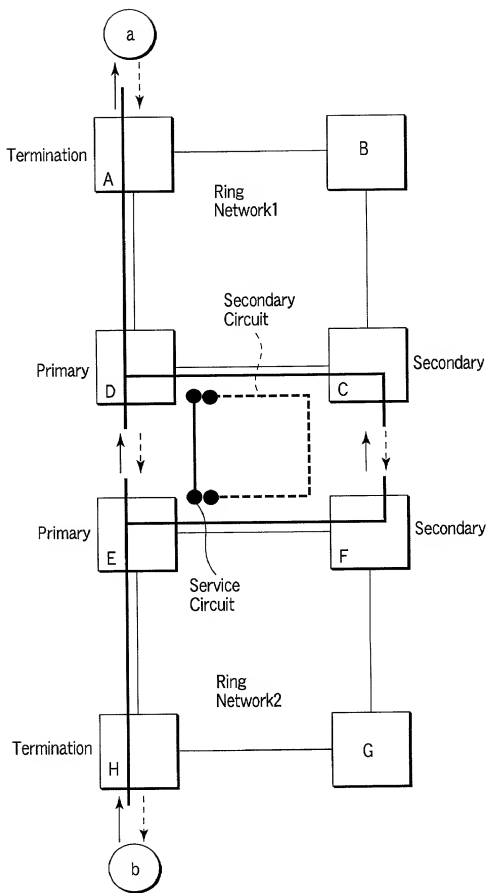 a
Termination
A
B
Ring
Network1
Secondary
Circuit
Primary
D
C
Secondary
Primary
E
F
Secondary
Service
Circuit
Ring
Network2
Termination
H
G
b